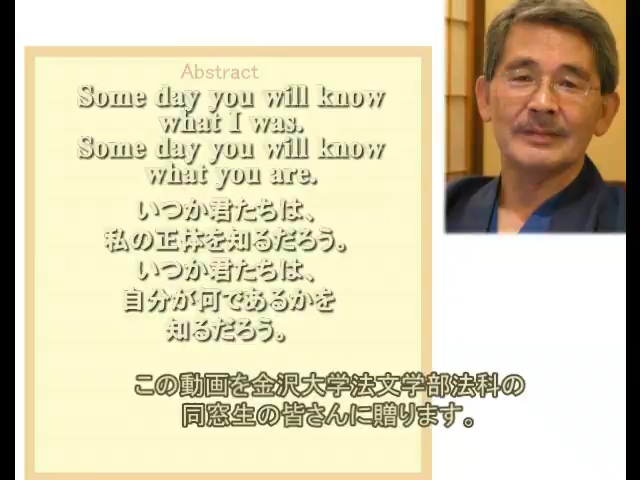 Abstract
Some day you will know
what I was.
Some day you will know
what you are.
いつか君たちは、
私の正体を知るだろう。
いつか君たちは、
自分が何であるかを
知るだろう。
この動画を金沢大学法文学部法科の
同窓生の皆さんに贈ります。